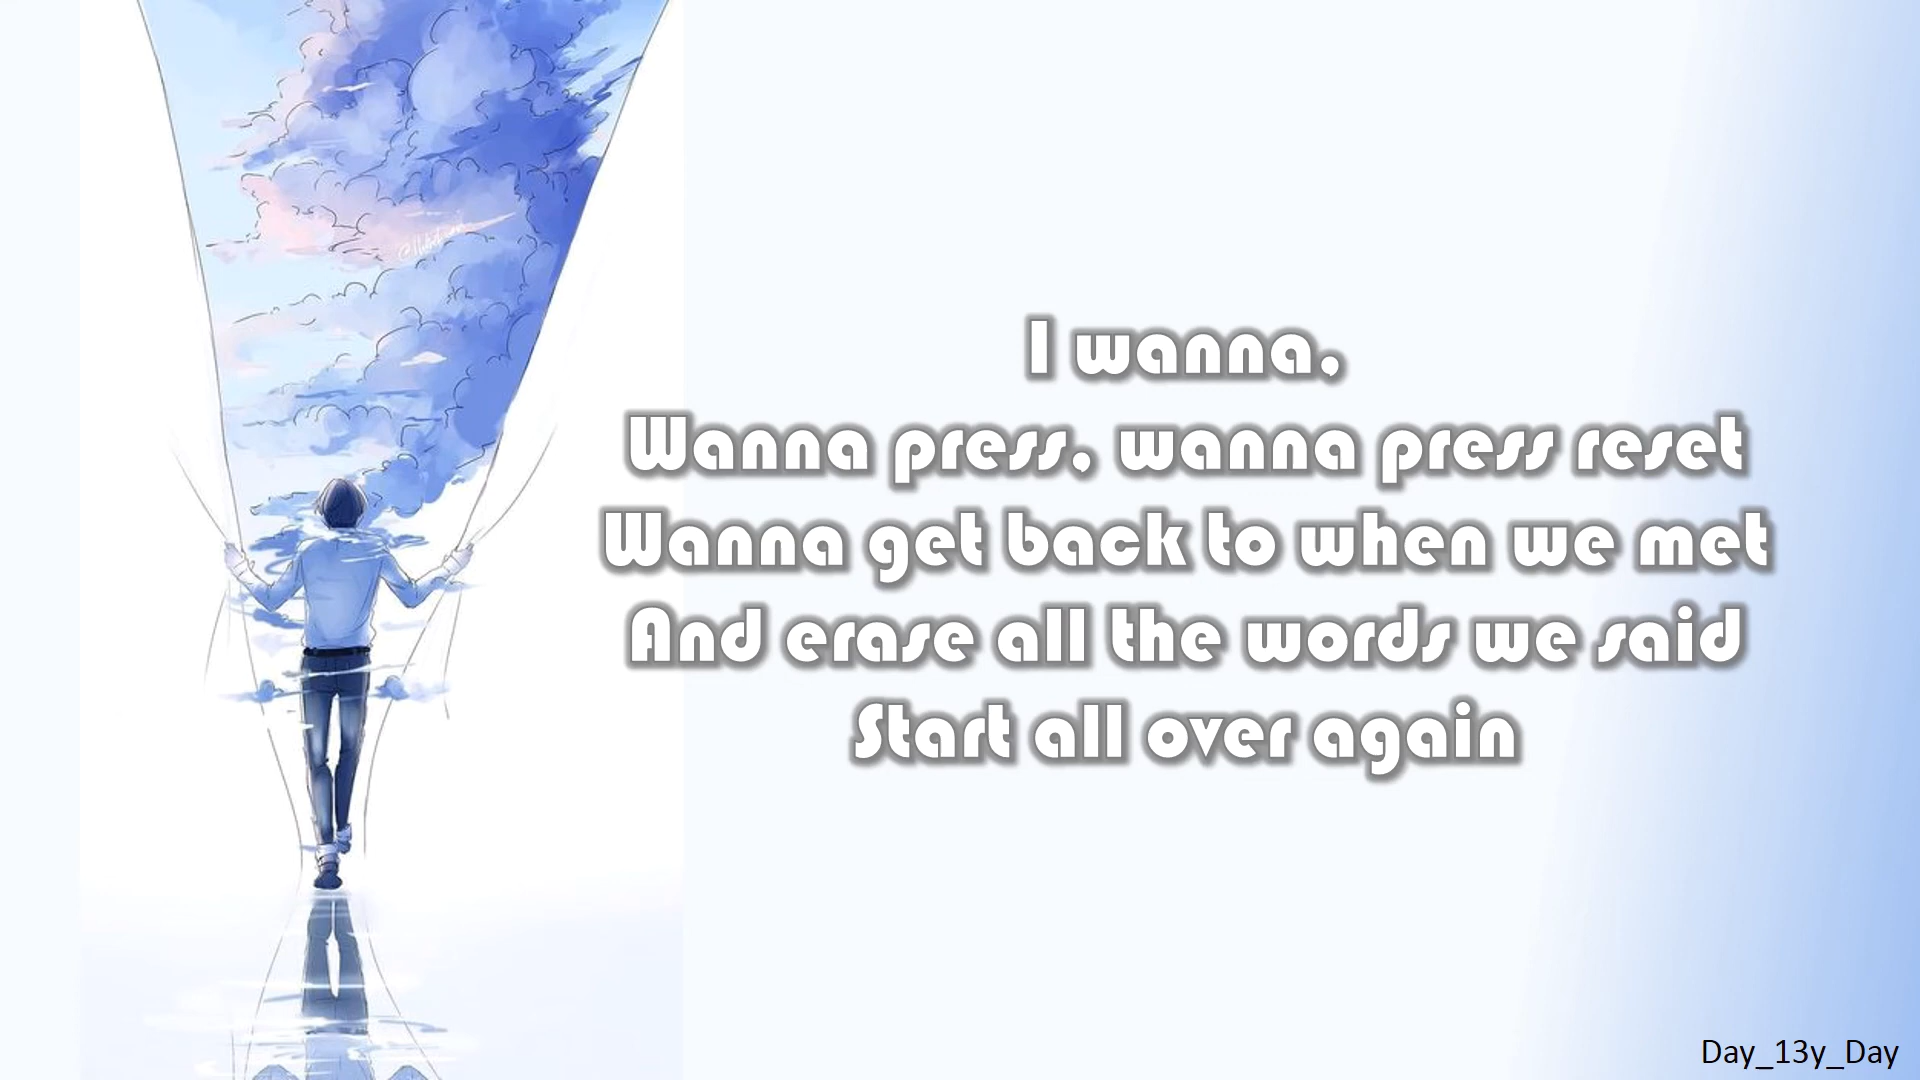 I wanna,
Wanna press, wanna press reset
Wanna get back to when we met
And erase all the words we said
Start all over again
Day_13y_Day